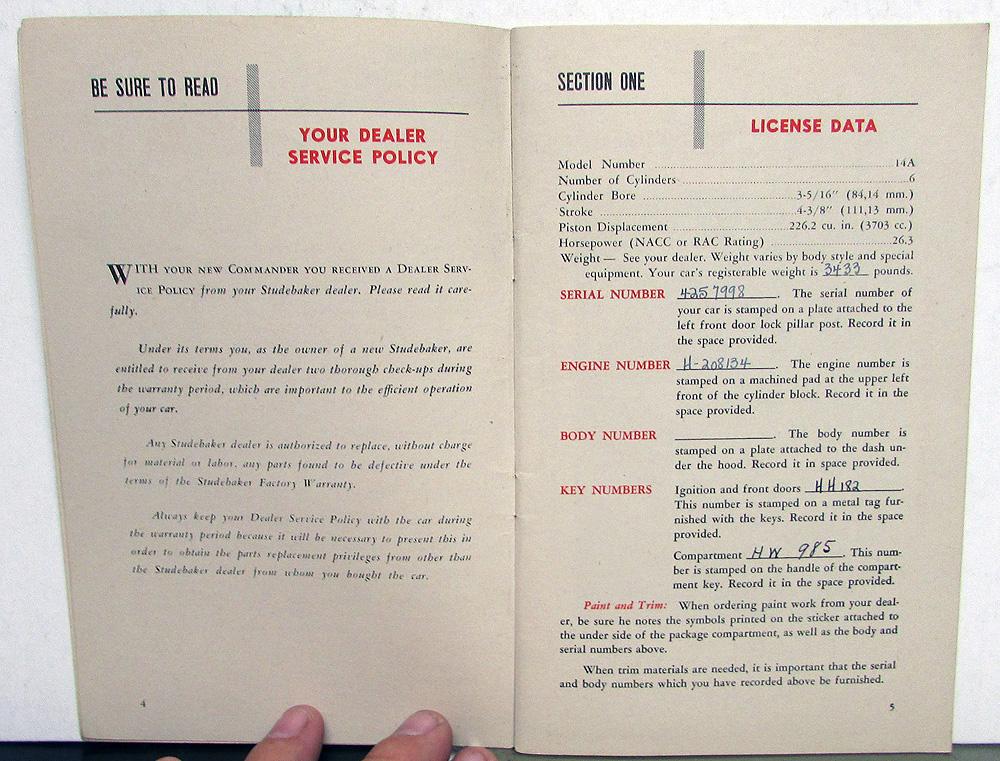 BE SURE TO READ
YOUR DEALER
SERVICE POLICY
WITH YOUR NEW COMMANDER YOU RECEIVED A DEALER SERV-
ICE POLICY from your Studebaker dealer. Please read it care-
fully.
Under its terms you, as the owner of a new Studebaker, are
entitled to receive from your dealer two thorough check-ups during
the warranty period, which are important to the efficient operation
of your car.
Any Studebaker dealer is authorized to replace, without charge
for material or labor, any parts found to be defective under the
terms of the Studebaker Factory Warranty.
Always keep your Dealer Service Policy with the car during
the warranty period because it will be necessary to present this in
order to obtain the parts replacement privileges from other than
the Studebaker dealer from whom you bought the car.
4
SECTION ONE
LICENSE DATA
Model Number ........ 14A
Number of Cylinders ........ 6
Cylinder Bore ........ 3-5/16" (84,14 mm.)
Stroke ........ 4-3/8" (111,13 mm.)
Piston Displacement ........ 226.2 cu. in. (3703 cc.)
Horsepower (NACC or RAC Rating) ........ 26.3
Weight — See your dealer. Weight varies by body style and special
equipment. Your car's registerable weight is 3433 pounds.
SERIAL NUMBER 4257998. The serial number of
your car is stamped on a plate attached to the
left front door lock pillar post. Record it in
the space provided.
ENGINE NUMBER H-208134. The engine number is
stamped on a machined pad at the upper left
front of the cylinder block. Record it in the
space provided.
BODY NUMBER ________. The body number is
stamped on a plate attached to the dash un-
der the hood. Record it in space provided.
KEY NUMBERS Ignition and front doors HH182.
This number is stamped on a metal tag fur-
nished with the keys. Record it in the space
provided.
Compartment HW 985. This num-
ber is stamped on the handle of the compart-
ment key. Record it in the space provided.
Paint and Trim: When ordering paint work from your deal-
er, be sure he notes the symbols printed on the sticker attached to
the under side of the package compartment, as well as the body and
serial numbers above.
When trim materials are needed, it is important that the serial
and body numbers which you have recorded above be furnished.
5